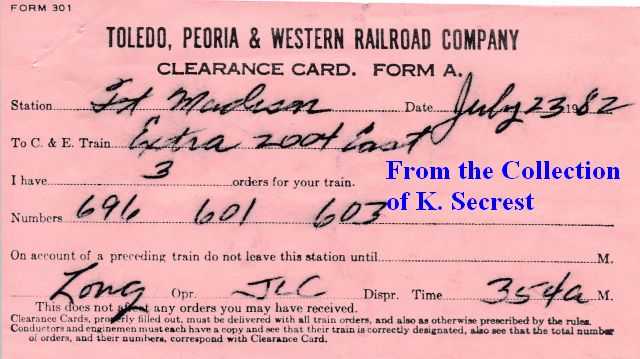 FORM 301
TOLEDO, PEORIA & WESTERN RAILROAD COMPANY
CLEARANCE CARD. FORM A.
Station Ft Madison Date July 23 1982
To C. & E. Train Extra 2004 East
I have 3 orders for your train.
From the Collection
of K. Secrest
Numbers 696 601 603
On account of a preceding train do not leave this station until M.
Long Opr. JLC Dispr. Time 354a M.
This does not affect any orders you may have received.
Clearance Cards, properly filled out, must be delivered with all train orders, and also as otherwise prescribed by the rules.
Conductors and enginemen must each have a copy and see that their train is correctly designated, also see that the total number
of orders, and their numbers, correspond with Clearance Card.